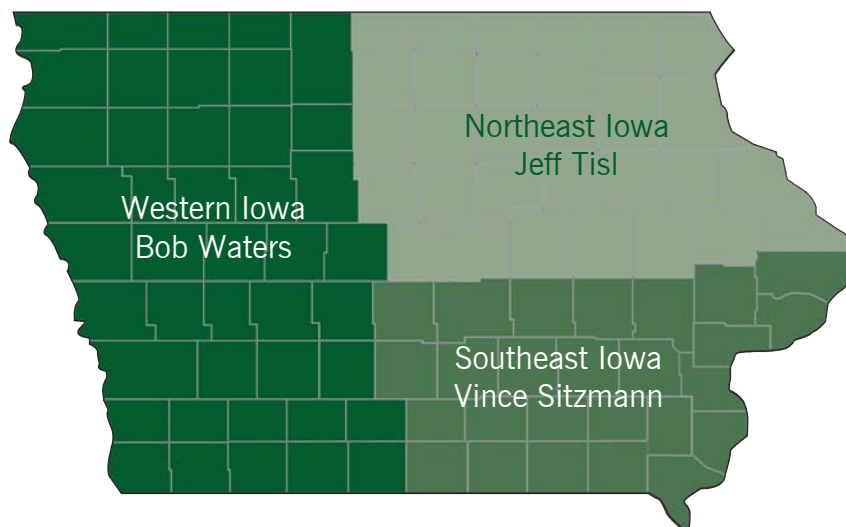 Northeast Iowa
Jeff Tisl
Western Iowa
Bob Waters
Southeast Iowa
Vince Sitzmann